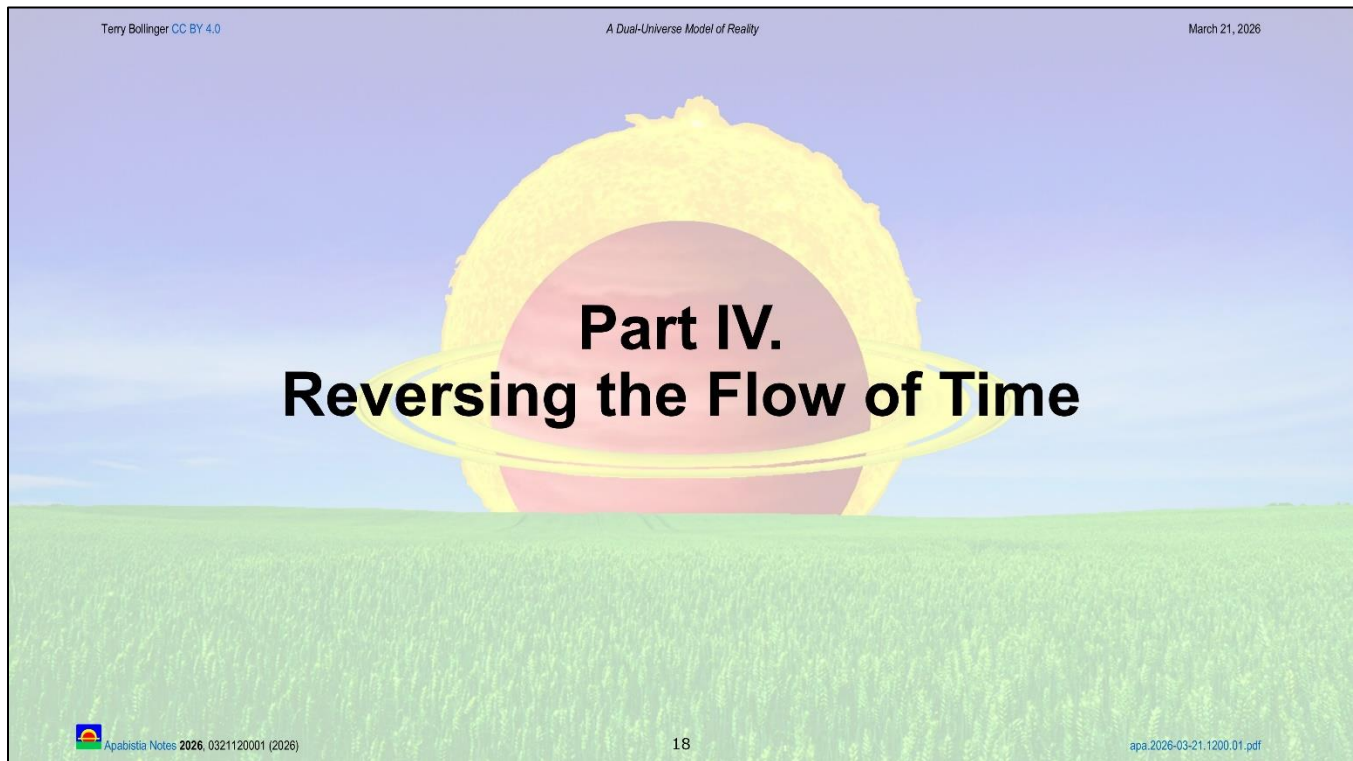 Terry Bollinger CC BY 4.0
A Dual-Universe Model of Reality
March 21, 2026
Part IV.
Reversing the Flow of Time
Apabistia Notes 2026, 0321120001 (2026)
18
apa.2026-03-21.1200.01.pdf